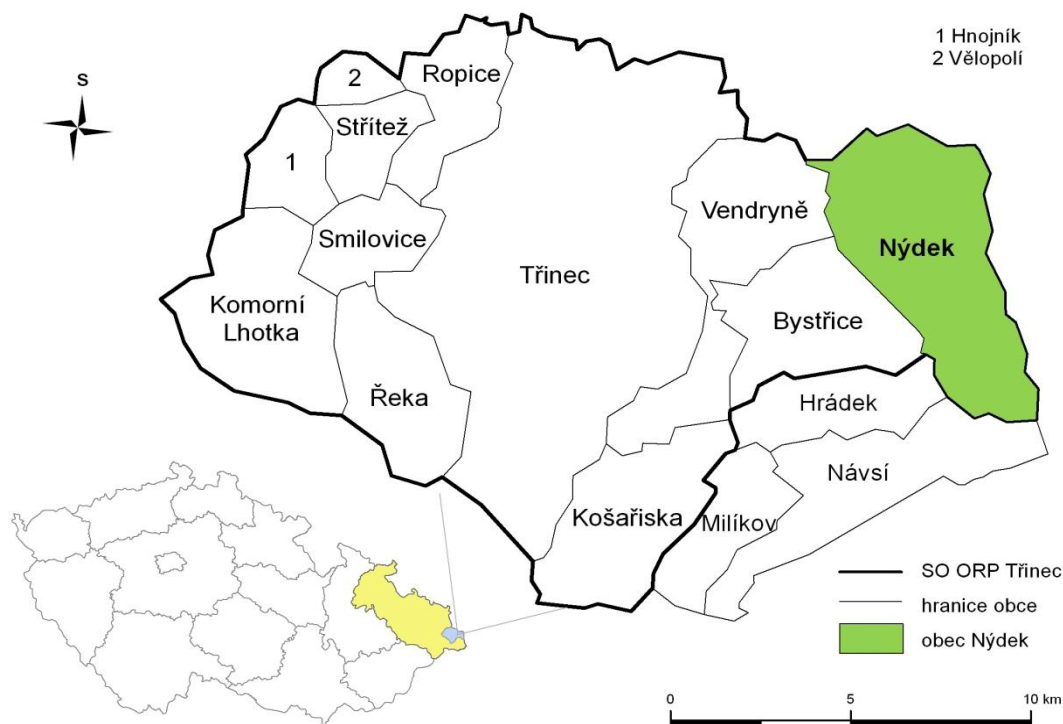 1 Hnojník
2 Vělopolí
S
2
Ropice
Střítež
1
Vendryně
Smilovice
Nýdek
Třinec
Komorní
Lhotka
Bystřice
Řeka
Hrádek
Návsí
Košařiska
Milíkov
SO ORP Třinec
hranice obce
obec Nýdek
0 5 10 km